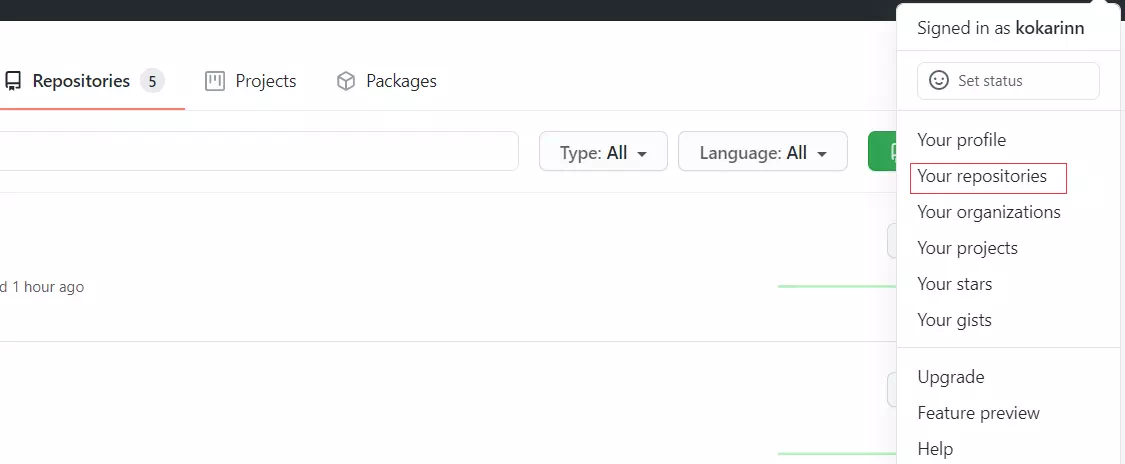 Signed in as kokarinn
Set status
Repositories 5 Projects Packages
Type: All Language: All
Your profile
Your repositories
Your organizations
Your projects
Your stars
Your gists
d 1 hour ago
Upgrade
Feature preview
Help